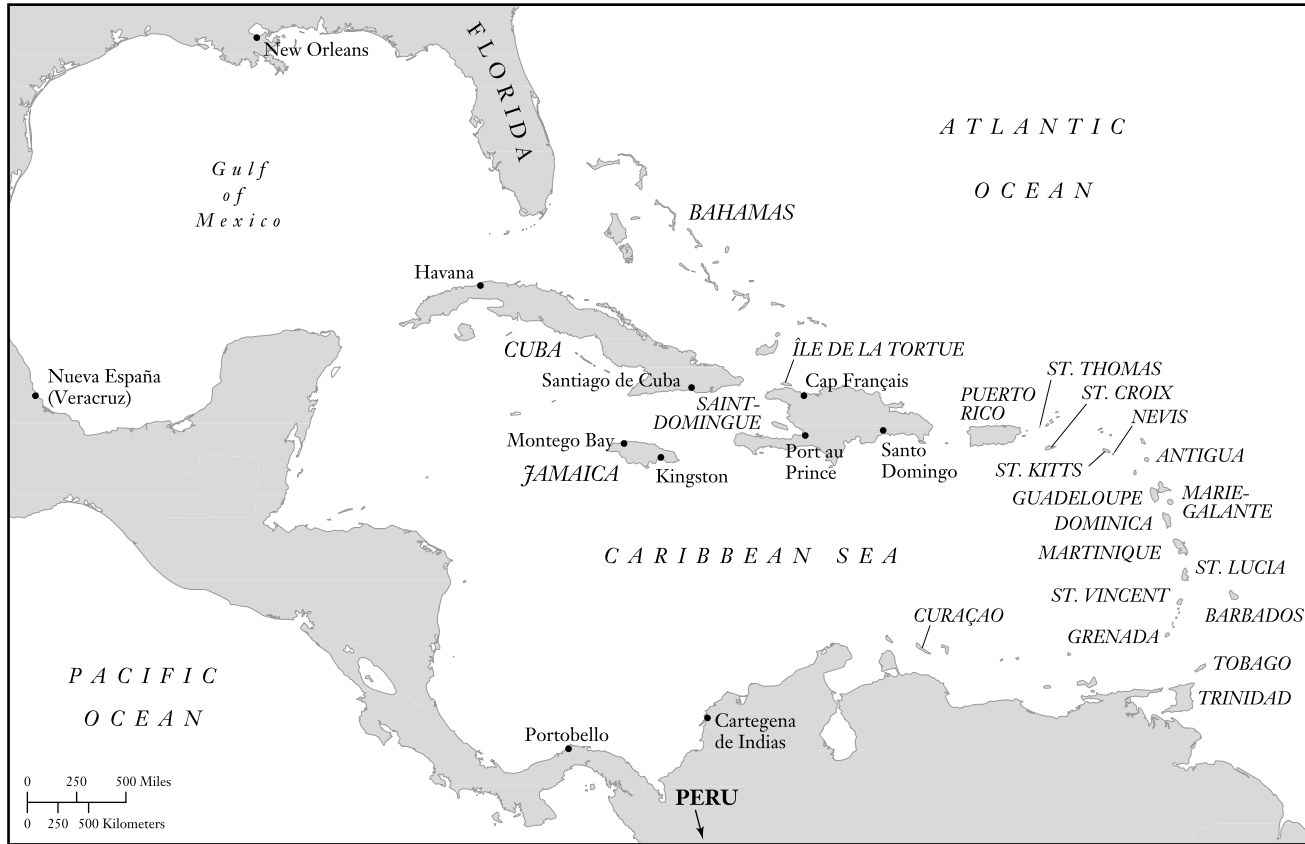 New Orleans
FLORIDA
ATLANTIC
OCEAN
Gulf
of
Mexico
BAHAMAS
Havana
CUBA
ÎLE DE LA TORTUE
Nueva España
(Veracruz)
Santiago de Cuba
Cap Français
SAINT-
DOMINGUE
PUERTO
RICO
ST. THOMAS
ST. CROIX
NEVIS
Montego Bay
JAMAICA
Kingston
Port au
Prince
Santo
Domingo
ST. KITTS
ANTIGUA
GUADELOUPE
MARIE-
GALANTE
DOMINICA
CARIBBEAN SEA
MARTINIQUE
ST. LUCIA
ST. VINCENT
BARBADOS
CURAÇAO
GRENADA
TOBAGO
TRINIDAD
PACIFIC
OCEAN
Portobello
Cartegena
de Indias
PERU
0 250 500 Miles
0 250 500 Kilometers